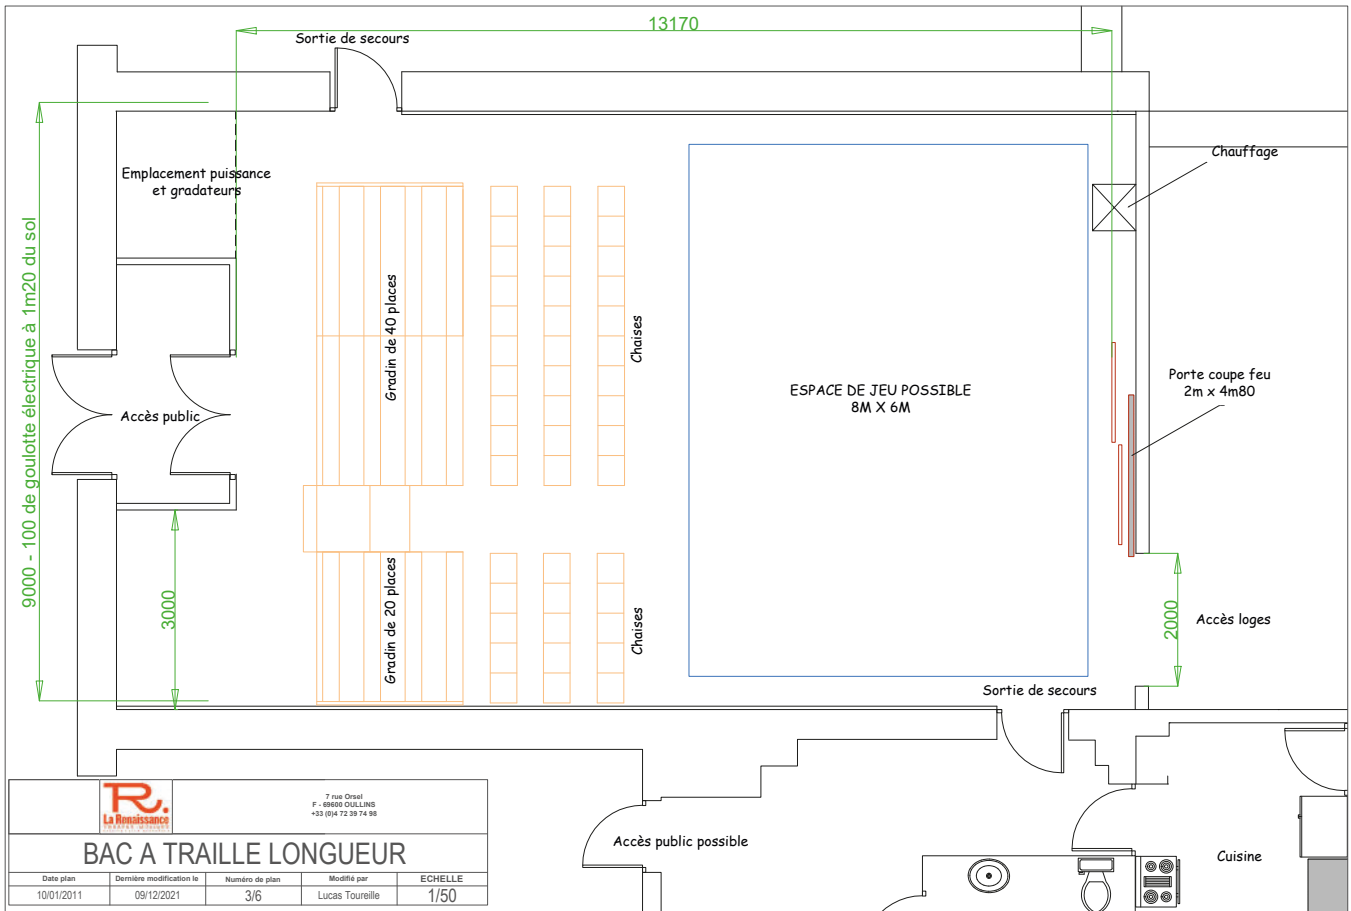 13170
Sortie de secours
Emplacement puissance
et gradateurs
Chauffage
9000 - 100 de goulotte électrique à 1m20 du sol
Gradin de 40 places
Chaises
ESPACE DE JEU POSSIBLE
8M X 6M
Porte coupe feu
2m x 4m80
Accès public
3000
Gradin de 20 places
Chaises
2000
Accès loges
Sortie de secours
R.
La Renaissance
7 rue Orsel
F - 69600 OULLINS
+33 (0)4 72 39 74 98
Accès public possible
Cuisine
BAC A TRAILLE LONGUEUR
Date plan
Dernière modification le
Numéro de plan
Modifié par
ECHELLE
10/01/2011
09/12/2021
3/6
Lucas Toureille
1/50